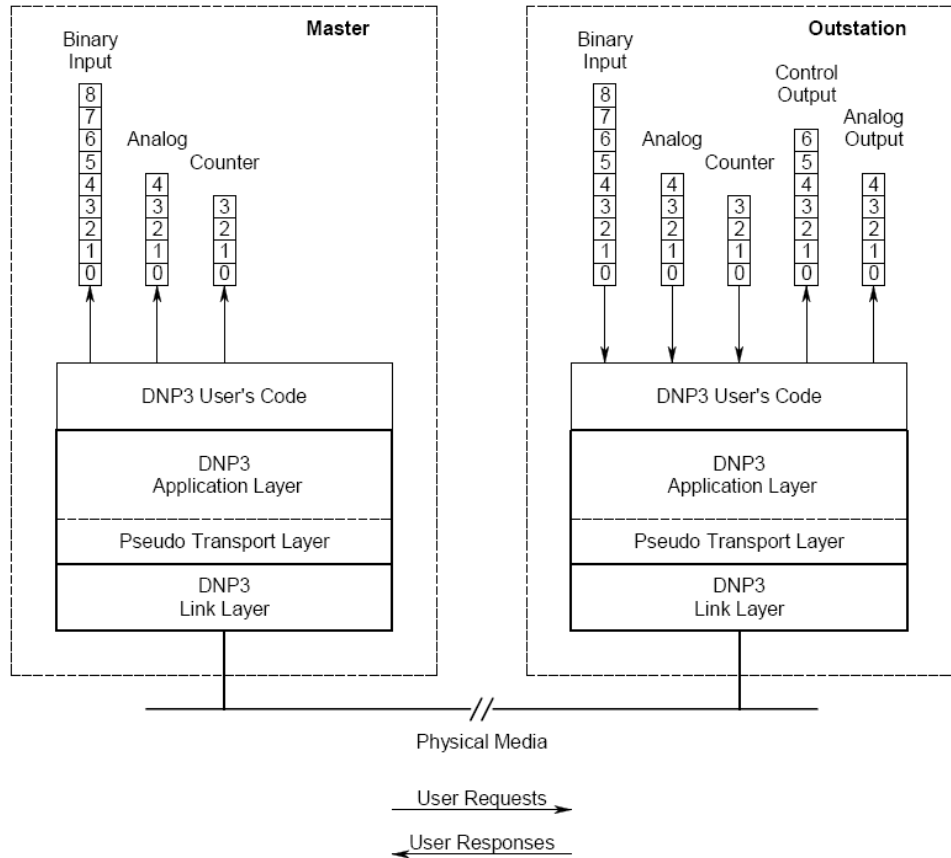 Master
Binary
Input
8
7
6
5
4
3
2
1
0
Analog
4
3
2
1
0
Counter
3
2
1
0
DNP3 User's Code
DNP3
Application Layer
Pseudo Transport Layer
DNP3
Link Layer
Outstation
Binary
Input
8
7
6
5
4
3
2
1
0
Analog
4
3
2
1
0
Counter
3
2
1
0
Control
Output
6
5
4
3
2
1
0
Analog
Output
4
3
2
1
0
DNP3 User's Code
DNP3
Application Layer
Pseudo Transport Layer
DNP3
Link Layer
Physical Media
User Requests
User Responses